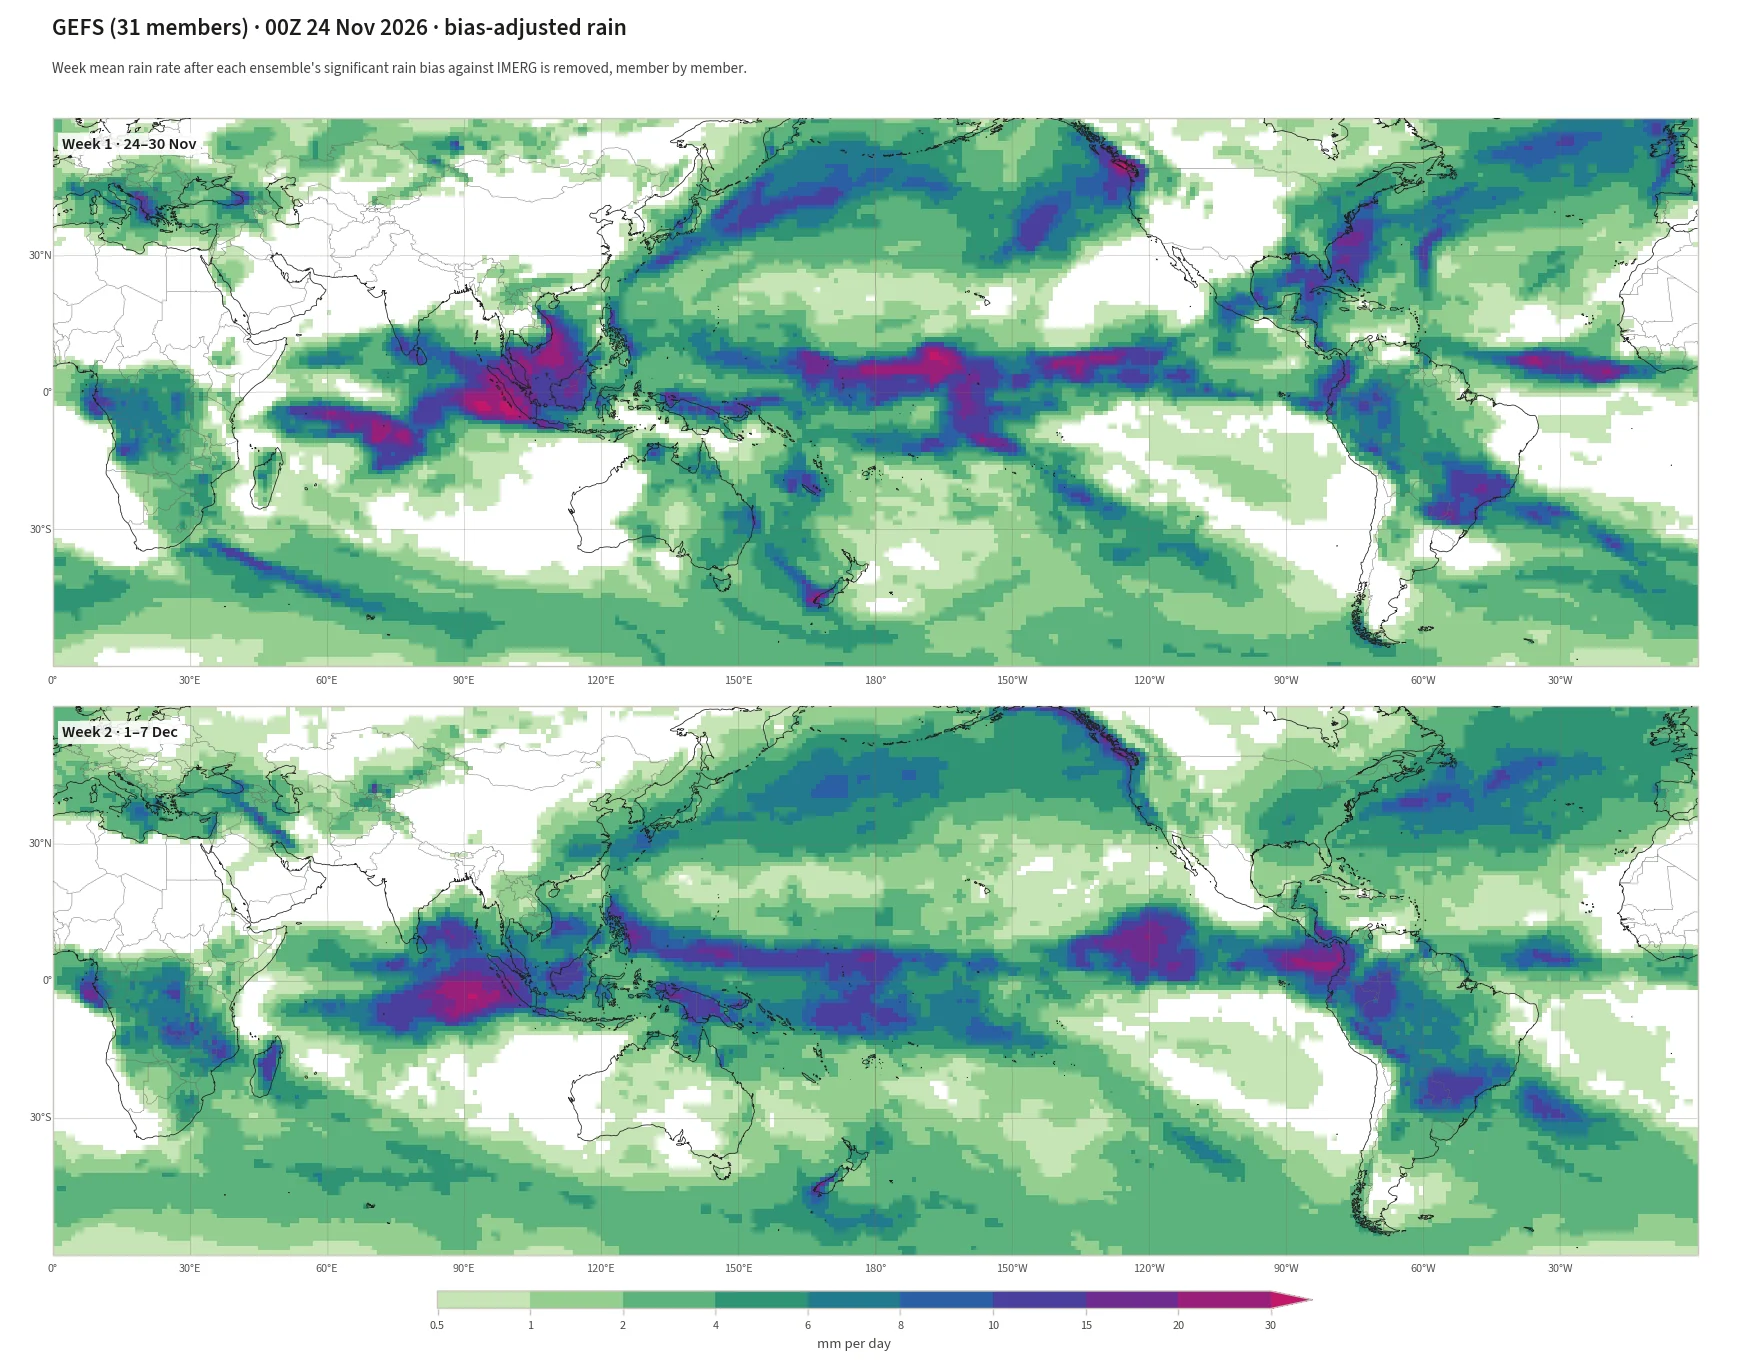 GEFS (31 members) · 00Z 24 Nov 2026 · bias-adjusted rain
Week mean rain rate after each ensemble's significant rain bias against IMERG is removed, member by member.
Week 1 · 24–30 Nov
30°N
0°
30°S
0° 30°E 60°E 90°E 120°E 150°E 180° 150°W 120°W 90°W 60°W 30°W
Week 2 · 1–7 Dec
30°N
0°
30°S
0° 30°E 60°E 90°E 120°E 150°E 180° 150°W 120°W 90°W 60°W 30°W
0.5 1 2 4 6 8 10 15 20 30
mm per day